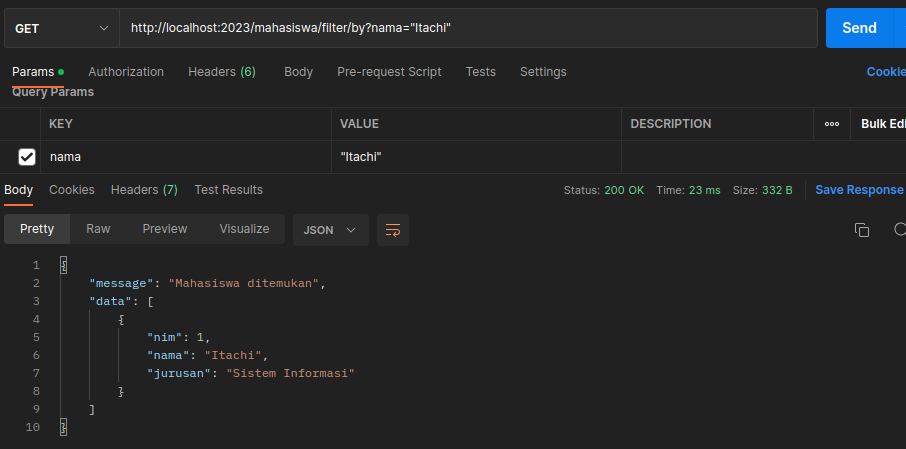 GET http://localhost:2023/mahasiswa/filter/by?nama="Itachi" Send
Params Authorization Headers (6) Body Pre-request Script Tests Settings Cookie
Query Params
KEY VALUE DESCRIPTION ooo Bulk Edi
nama "Itachi"
Body Cookies Headers (7) Test Results Status: 200 OK Time: 23 ms Size: 332 B Save Response
Pretty Raw Preview Visualize JSON
1 {
2 "message": "Mahasiswa ditemukan",
3 "data": [
4 {
5 "nim": 1,
6 "nama": "Itachi",
7 "jurusan": "Sistem Informasi"
8 }
9 ]
10 }